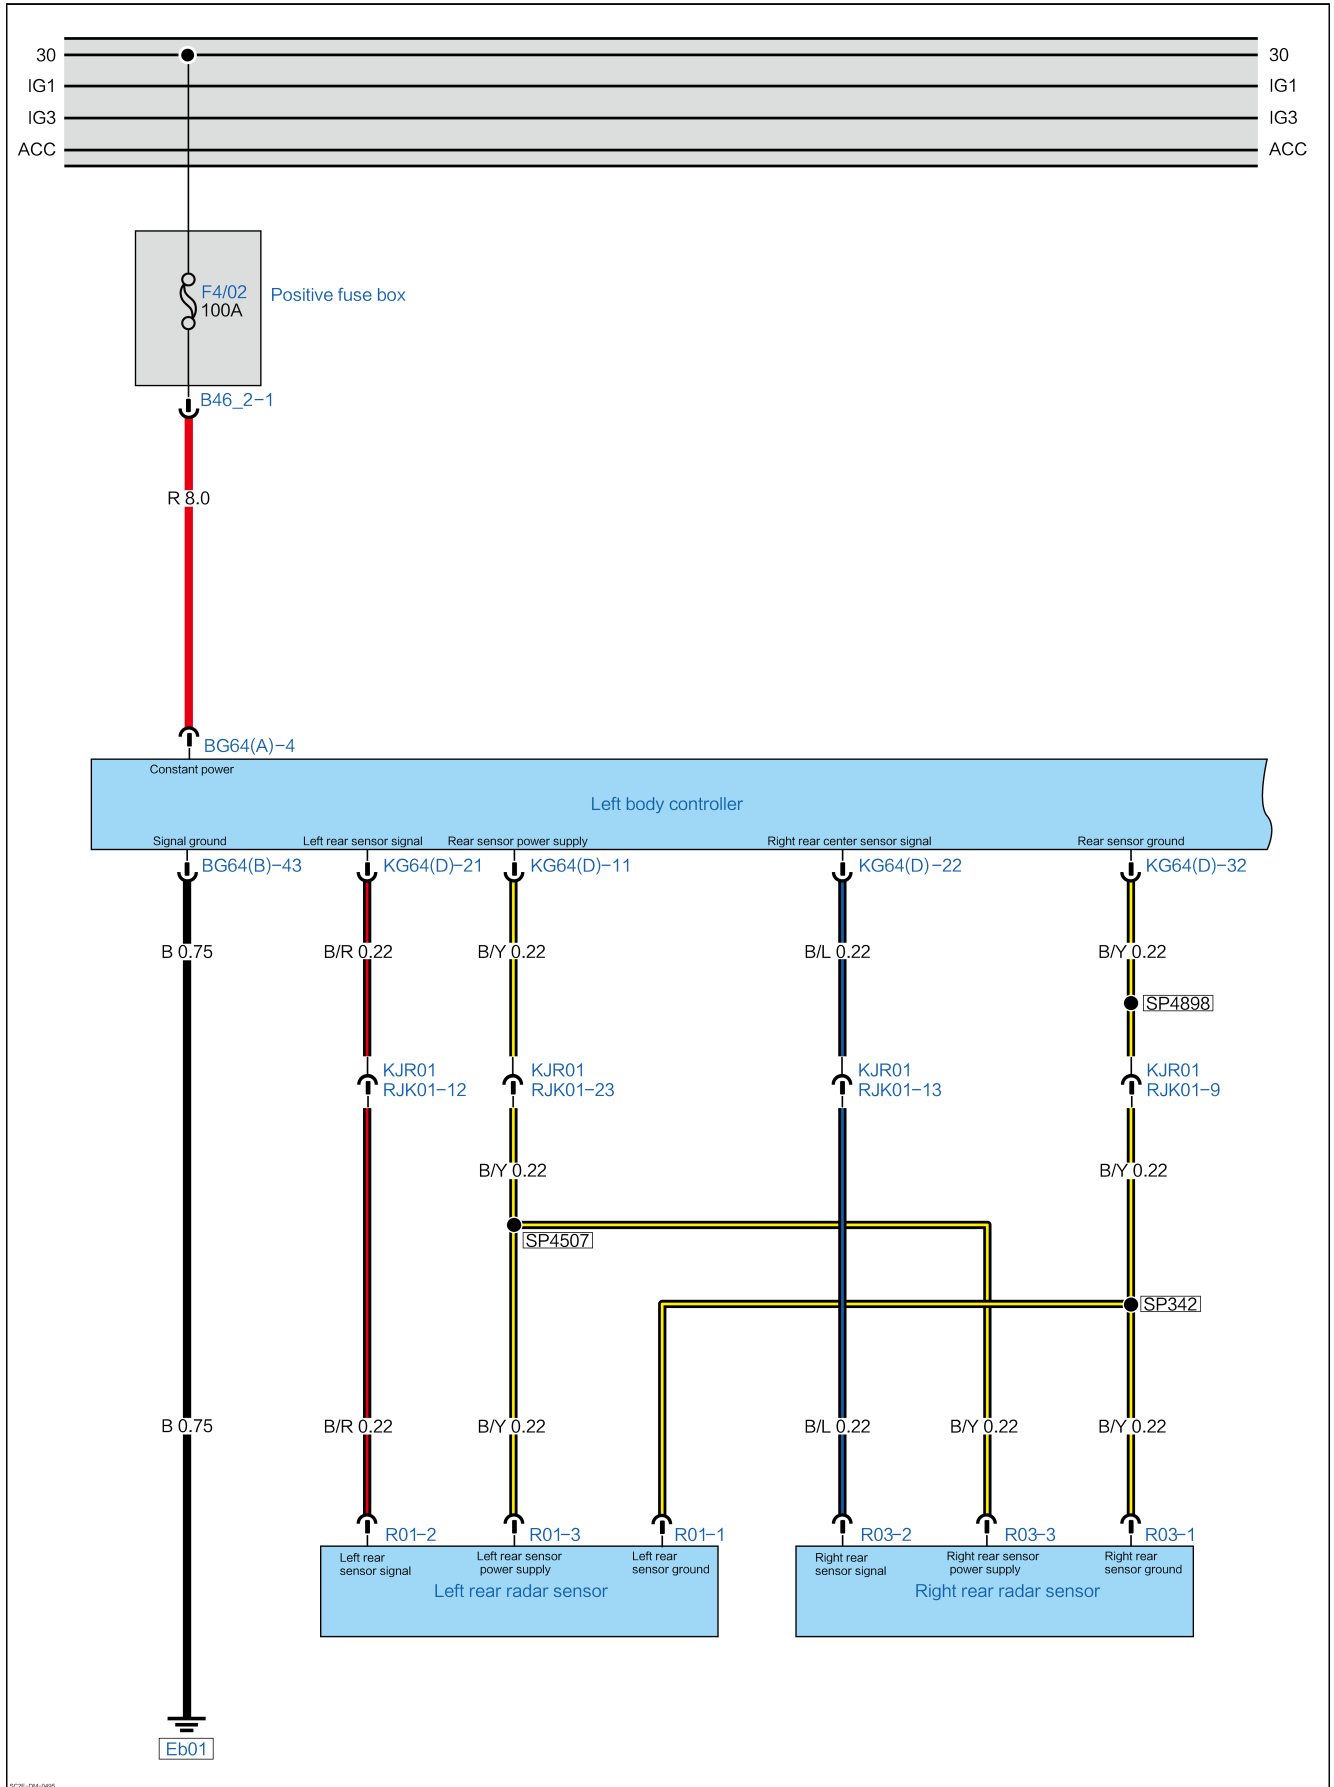 30 30
IG1 IG1
IG3 IG3
ACC ACC
F4/02
100A
Positive fuse box
B46_2-1
R 8.0
BG64(A)-4
Constant power
Left body controller
Signal ground Left rear sensor signal Rear sensor power supply Right rear center sensor signal Rear sensor ground
BG64(B)-43 KG64(D)-21 KG64(D)-11 KG64(D)-22 KG64(D)-32
B 0.75 B/R 0.22 B/Y 0.22 B/L 0.22 B/Y 0.22
SP4898
KJR01 KJR01 KJR01 KJR01
RJK01-12 RJK01-23 RJK01-13 RJK01-9
B/Y 0.22 B/Y 0.22
SP4507
SP342
B 0.75 B/R 0.22 B/Y 0.22 B/L 0.22 B/Y 0.22 B/Y 0.22
R01-2 R01-3 R01-1 R03-2 R03-3 R03-1
Left rear Left rear sensor Left rear Right rear Right rear sensor Right rear
sensor signal power supply sensor ground sensor signal power supply sensor ground
Left rear radar sensor Right rear radar sensor
Eb01